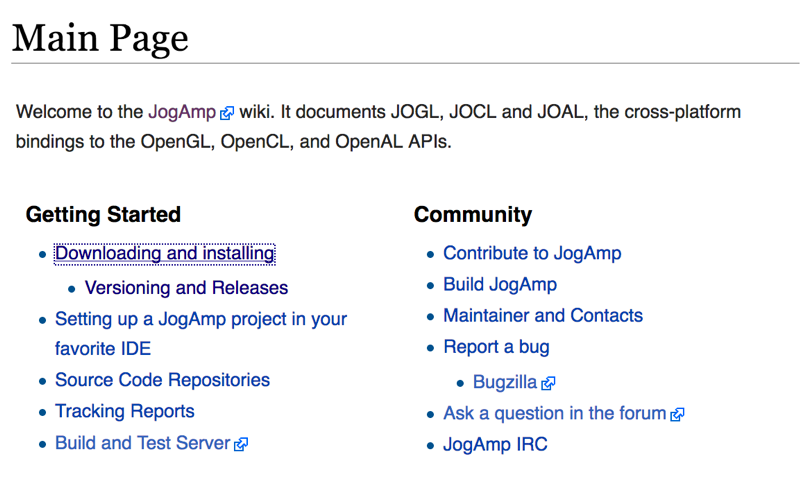 Main Page
Welcome to the JogAmp wiki. It documents JOGL, JOCL and JOAL, the cross-platform
bindings to the OpenGL, OpenCL, and OpenAL APIs.
Getting Started
Downloading and installing
Versioning and Releases
Setting up a JogAmp project in your
favorite IDE
Source Code Repositories
Tracking Reports
Build and Test Server
Community
Contribute to JogAmp
Build JogAmp
Maintainer and Contacts
Report a bug
Bugzilla
Ask a question in the forum
JogAmp IRC